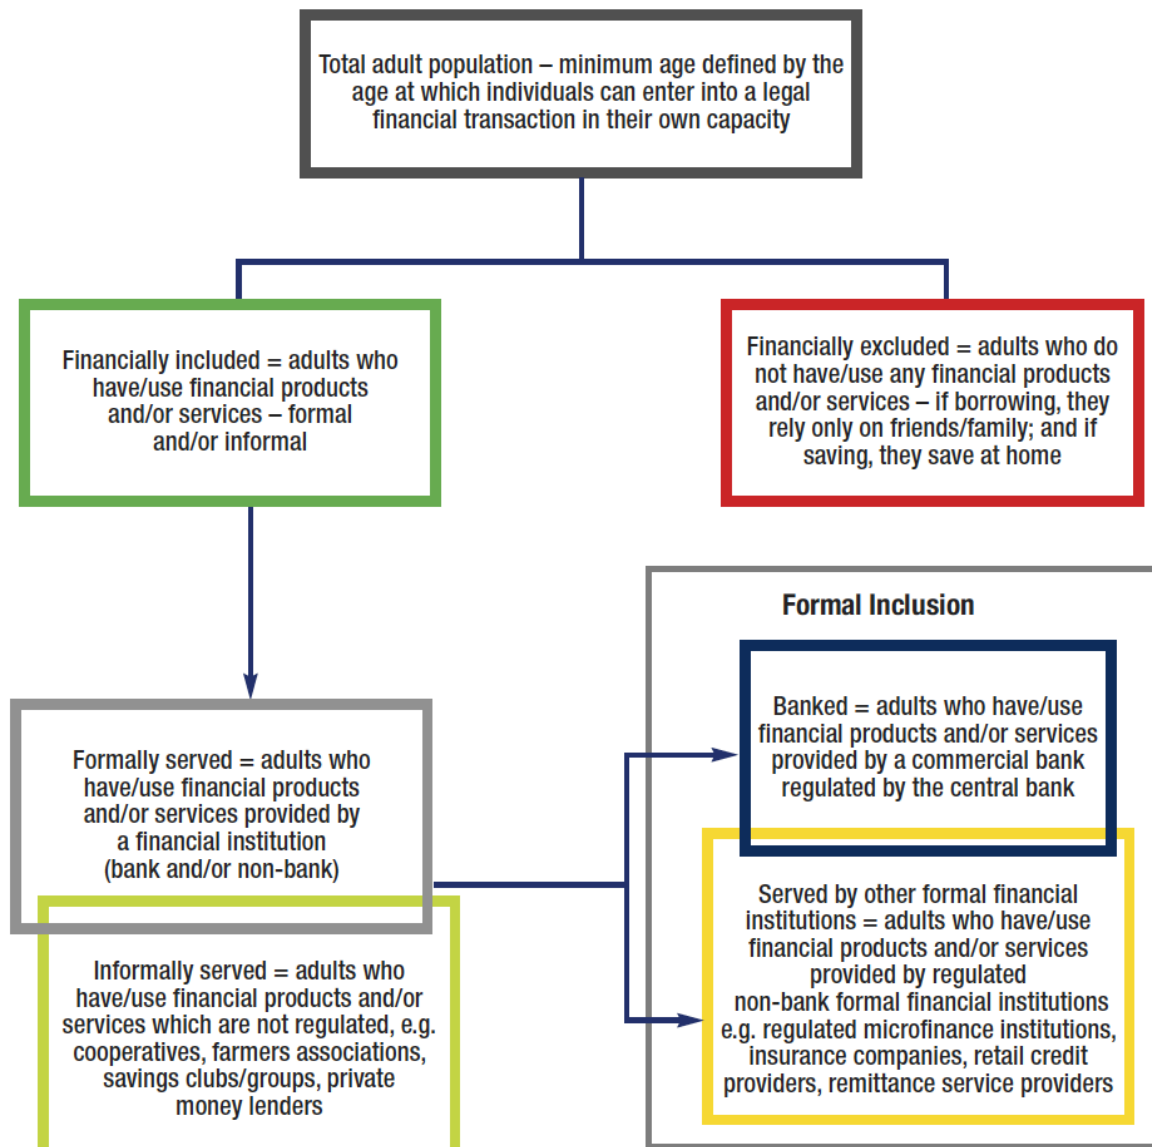 Total adult population – minimum age defined by the
age at which individuals can enter into a legal
financial transaction in their own capacity
Financially included = adults who
have/use financial products
and/or services – formal
and/or informal
Financially excluded = adults who do
not have/use any financial products
and/or services – if borrowing, they
rely only on friends/family; and if
saving, they save at home
Formally served = adults who
have/use financial products
and/or services provided by
a financial institution
(bank and/or non-bank)
Informally served = adults who
have/use financial products and/or
services which are not regulated, e.g.
cooperatives, farmers associations,
savings clubs/groups, private
money lenders
Formal Inclusion
Banked = adults who have/use
financial products and/or services
provided by a commercial bank
regulated by the central bank
Served by other formal financial
institutions = adults who have/use
financial products and/or services
provided by regulated
non-bank formal financial institutions
e.g. regulated microfinance institutions,
insurance companies, retail credit
providers, remittance service providers